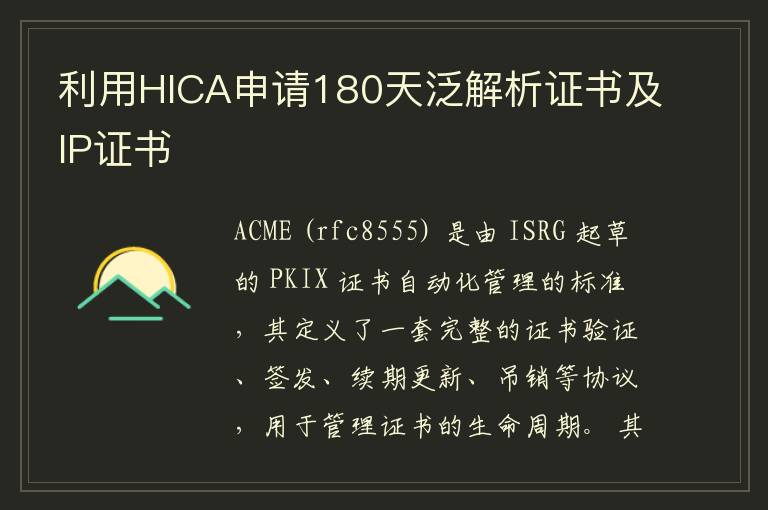 利用HICA申请180天泛解析证书及
IP证书
ACME (rfc8555) 是由 ISRG 起草
的 PKIX 证书自动化管理的标准
，其定义了一套完整的证书验证
、签发、续期更新、吊销等协议
，用于管理证书的生命周期。 其